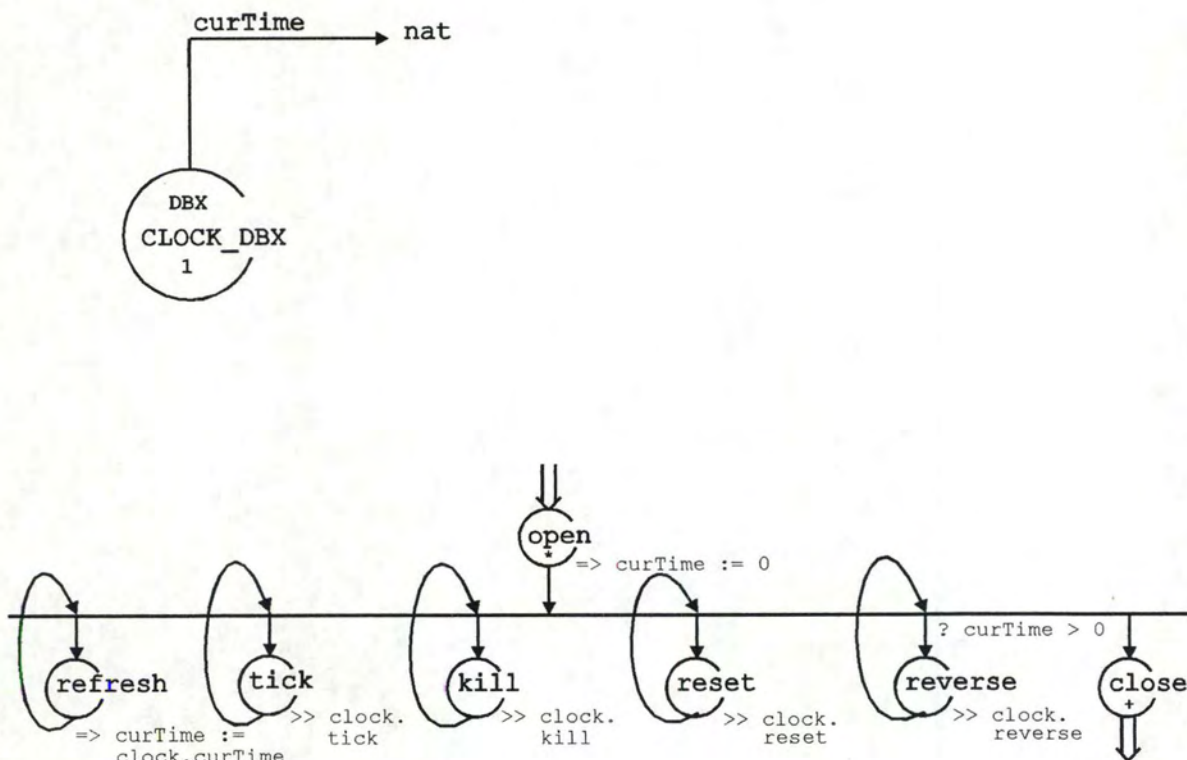 curTime
nat
DBX
CLOCK_DBX
1
open
*
=> curTime := 0
? curTime > 0
refresh
tick
kill
reset
reverse
close
+
=> curTime :=
clock.curTime
>> clock.
tick
>> clock.
kill
>> clock.
reset
>> clock.
reverse